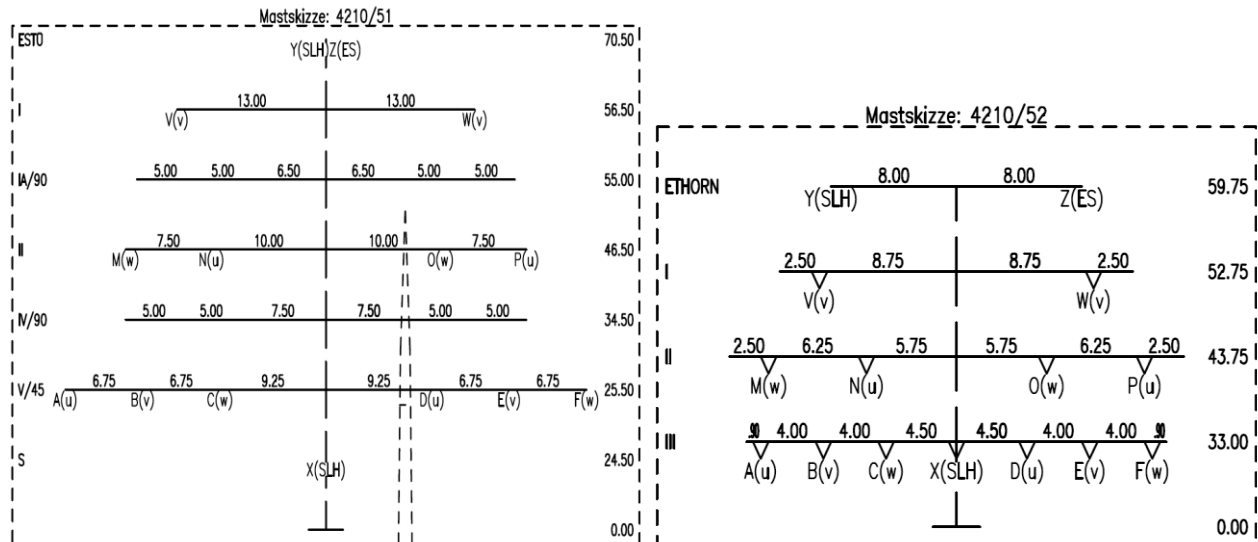 Mastskizze: 4210/51
ESTO 70.50
Y(SLH)Z(ES)
13.00 13.00
I 56.50
V(v) W(v)
5.00 5.00 6.50 6.50 5.00 5.00
IA/90 55.00
7.50 10.00 10.00 7.50
II 46.50
M(w) N(u) O(w) P(u)
5.00 5.00 7.50 7.50 5.00 5.00
IV/90 34.50
6.75 6.75 9.25 9.25 6.75 6.75
V/45 25.50
A(u) B(v) C(w) D(u) E(v) F(w)
S 24.50
X(SLH)
0.00
Mastskizze: 4210/52
8.00 8.00
ETHORN 59.75
Y(SLH) Z(ES)
2.50 8.75 8.75 2.50
I 52.75
V(v) W(v)
2.50 6.25 5.75 5.75 6.25 2.50
II 43.75
M(w) N(u) O(w) P(u)
.90 4.00 4.00 4.50 4.50 4.00 4.00 .90
III 33.00
A(u) B(v) C(w) X(SLH) D(u) E(v) F(w)
0.00